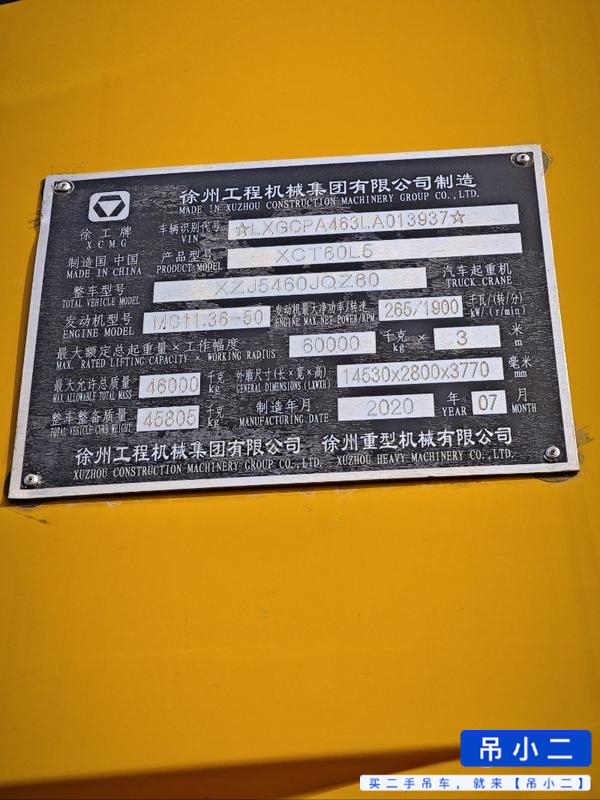 徐州工程机械集团有限公司制造
MADE IN XUZHOU CONSTRUCTION MACHINERY GROUP CO.,LTD.
徐工牌
XCMG
车辆识别代号
VIN
☆LXGCPA463LA013937☆
制造国 中国
MADE IN CHINA
产品型号
PRODUCT MODEL
XCT60L5
整车型号
TOTAL VEHICLE MODEL
XZJ5460JQZ60
汽车起重机
TRUCK CRANE
发动机型号
ENGINE MODEL
MC11.36-50
发动机最大净功率/转速
ENGINE MAX.NET POWER/RPM
265/1900
千瓦/(转/分)
kW/(r/min)
最大额定总起重量×工作幅度
MAX. RATED LIFTING CAPACITY × WORKING RADIUS
60000
千克
kg
×
3
米
m
最大允许总质量
MAX ALLOWABLE TOTAL MASS
46000
千克
kg
外廓尺寸(长×宽×高)
GENERAL DIMENSIONS (LXWXH)
14530x2800x3770
毫米
mm
整车整备质量
TOTAL VEHICLE CURB WEIGHT
45805
千克
kg
制造年月
MANUFACTURING DATE
2020
年
YEAR
07
月
MONTH
徐州工程机械集团有限公司 徐州重型机械有限公司
XUZHOU CONSTRUCTION MACHINERY GROUP CO.,LTD. XUZHOU HEAVY MACHINERY CO.,LTD.
吊小二
买二手吊车，就来【吊小二】